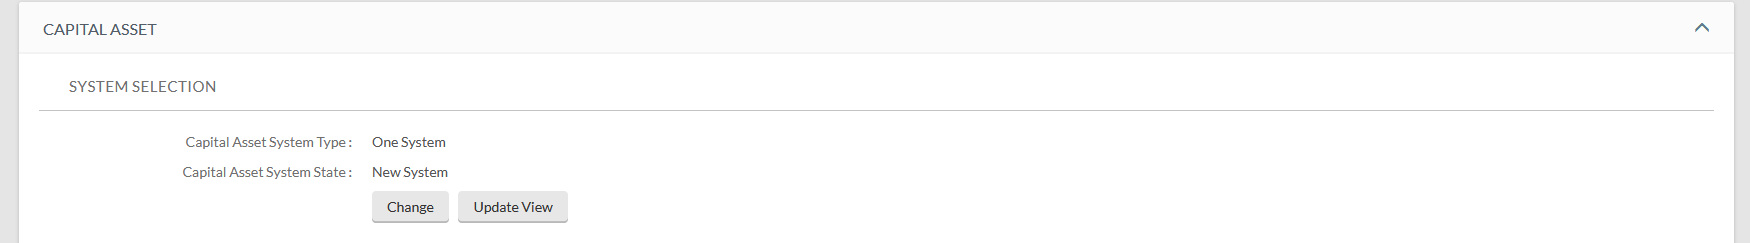 CAPITAL ASSET
SYSTEM SELECTION
Capital Asset System Type: One System
Capital Asset System State: New System
Change Update View